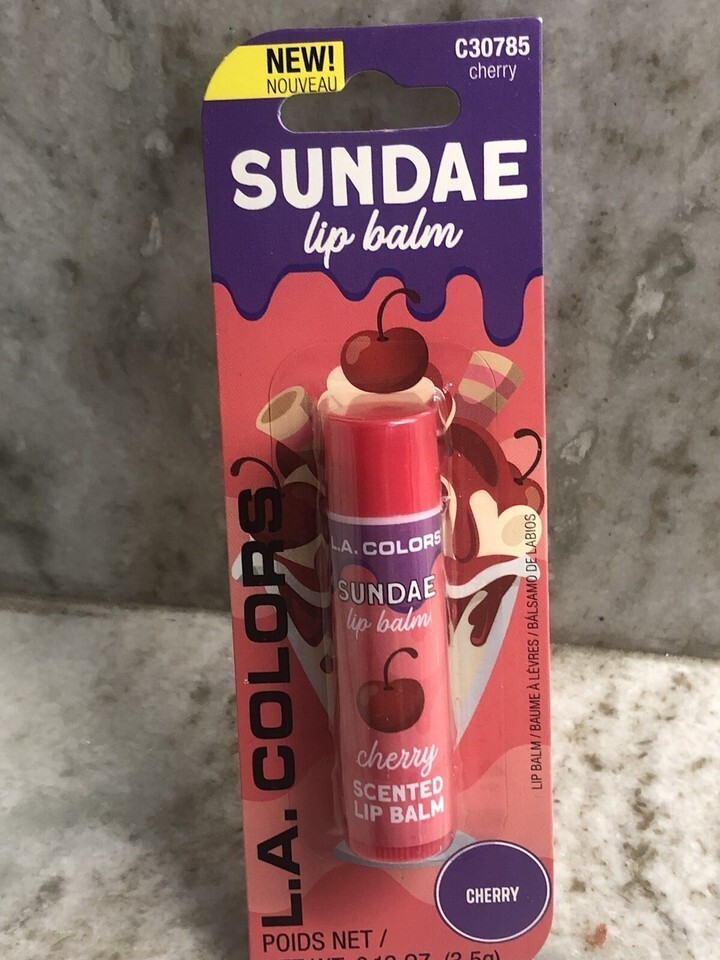 NEW!
NOUVEAU
C30785
cherry
SUNDAE
lip balm
L.A. COLORS
L.A. COLORS
SUNDAE
lip balm
cherry
SCENTED
LIP BALM
LIP BALM / BAUME À LÈVRES / BÁLSAMO DE LABIOS
CHERRY
POIDS NET /